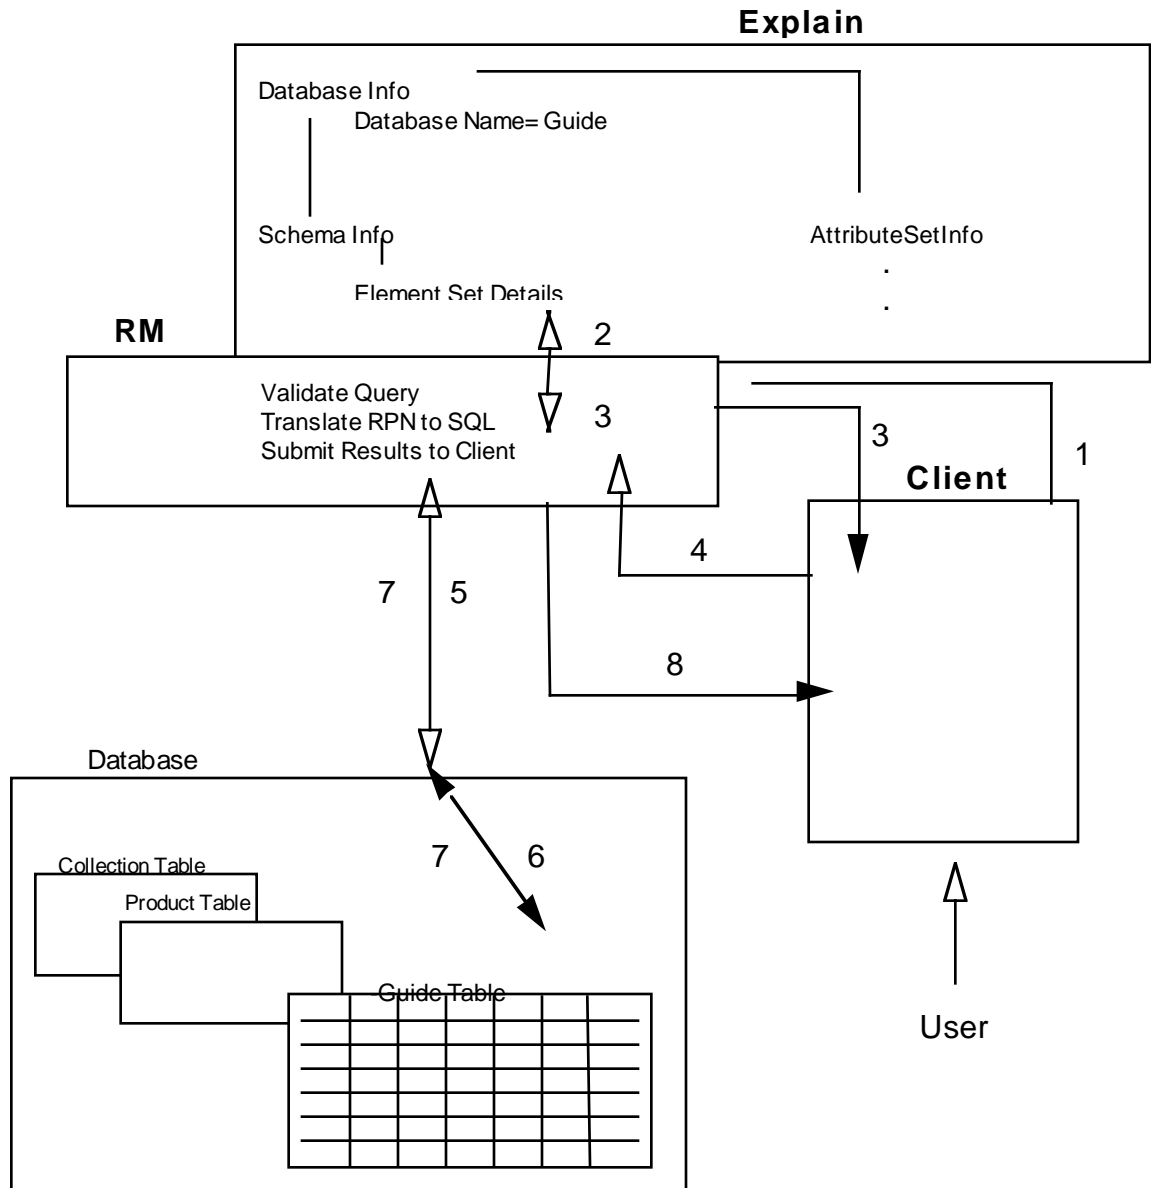 Explain
Database Info
Database Name= Guide
Schema Info
AttributeSetInfo
.
.
Element Set Details
RM
2
Validate Query
Translate RPN to SQL
Submit Results to Client
3
3
1
Client
4
7 5
8
Database
7 6
Collection Table
Product Table
-Guide Table
User